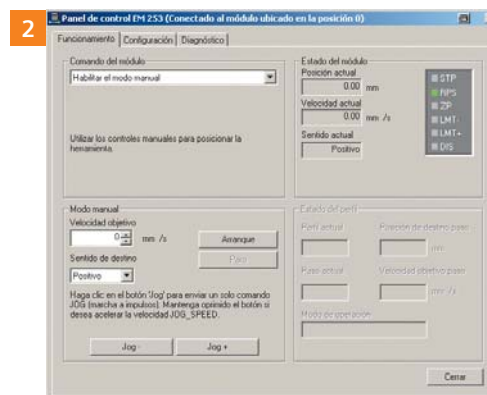 2
Panel de control EM 253 (Conectado al módulo ubicado en la posición 0)
Funcionamiento Configuración Diagnóstico
Comando del módulo
Habilitar el modo manual
Utilizar los controles manuales para posicionar la
herramienta.
Estado del módulo
Posición actual
0.00 mm
Velocidad actual
0.00 mm /s
Sentido actual
Positivo
STP
RPS
ZP
LMT-
LMT+
DIS
Modo manual
Velocidad objetivo
0 mm /s
Arranque
Sentido de destino
Paro
Positivo
Haga clic en el botón 'Jog' para enviar un solo comando
JOG (marcha a impulsos). Mantenga oprimido el botón si
desea acelerar la velocidad JOG_SPEED.
Jog - Jog +
Estado del perfil
Perfil actual Posición de destino paso
mm
Paso actual Velocidad objetivo paso
mm /s
Modo de operación
Cerrar